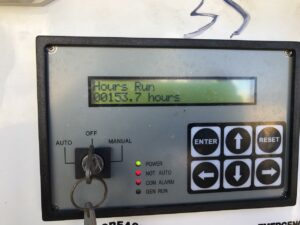 Hours Run
00153.7 hours
OFF
AUTO
MANUAL
ENTER
RESET
POWER
NOT AUTO
COM ALARM
GEN RUN